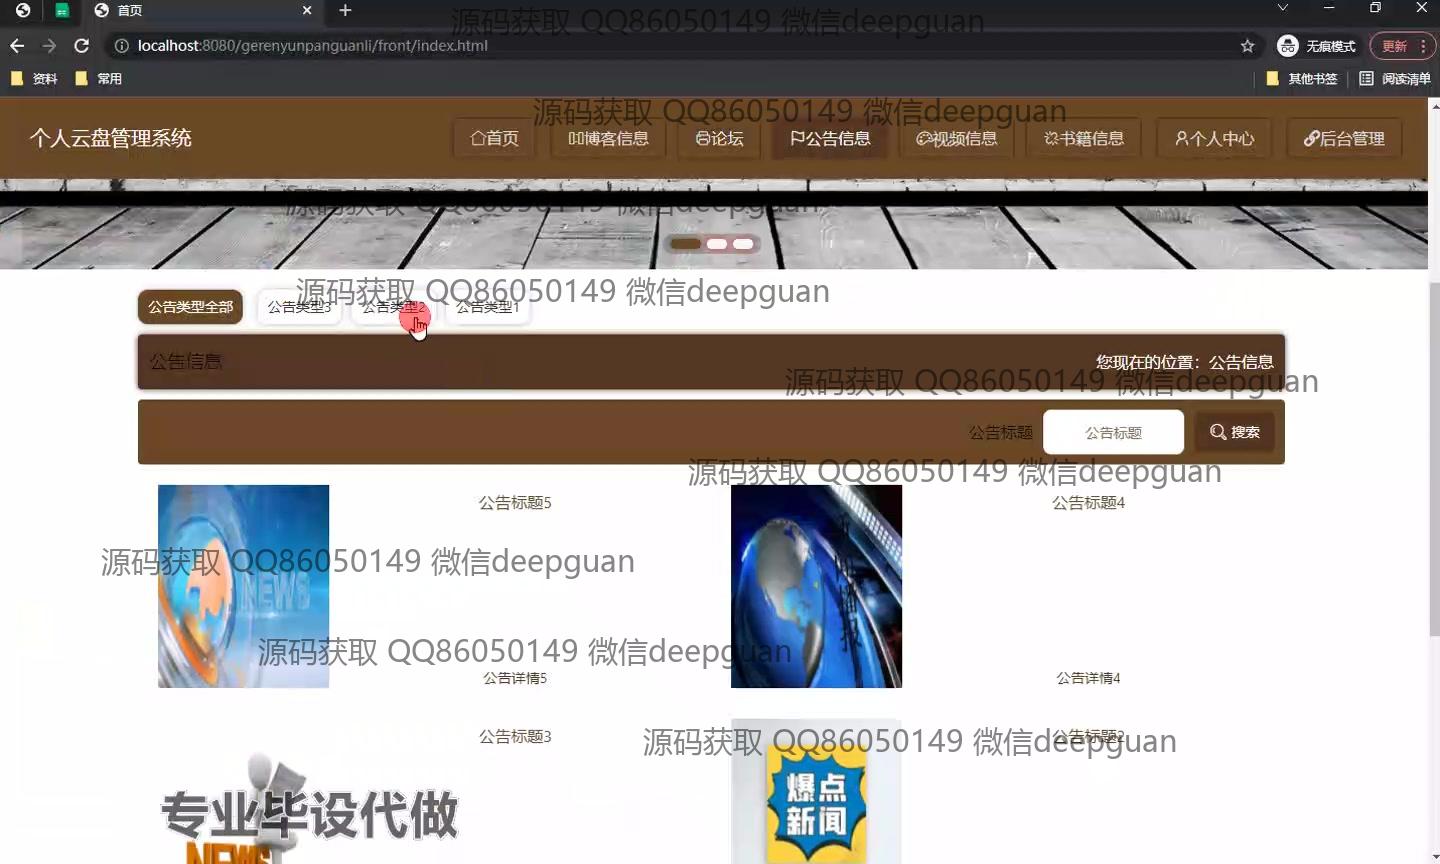 首页
源码获取 QQ86050149 微信deepguan
localhost:8080/gerenyunpanguanli/front/index.html
无痕模式
更新
资料
常用
其他书签
阅读清单
源码获取 QQ86050149 微信deepguan
个人云盘管理系统
首页
博客信息
论坛
公告信息
视频信息
书籍信息
个人中心
后台管理
源码获取 QQ86050149 微信deepguan
源码获取 QQ86050149 微信deepguan
公告类型全部
公告类型3
公告类型2
公告类型1
公告信息
您现在的位置：公告信息
源码获取 QQ86050149 微信deepguan
公告标题
公告标题
搜索
源码获取 QQ86050149 微信deepguan
公告标题5
公告标题4
源码获取 QQ86050149 微信deepguan
NEWS
源码获取 QQ86050149 微信deepguan
公告详情5
公告详情4
公告标题3
公告标题2
源码获取 QQ86050149 微信deepguan
专业毕设代做
爆点
新闻
NEWS